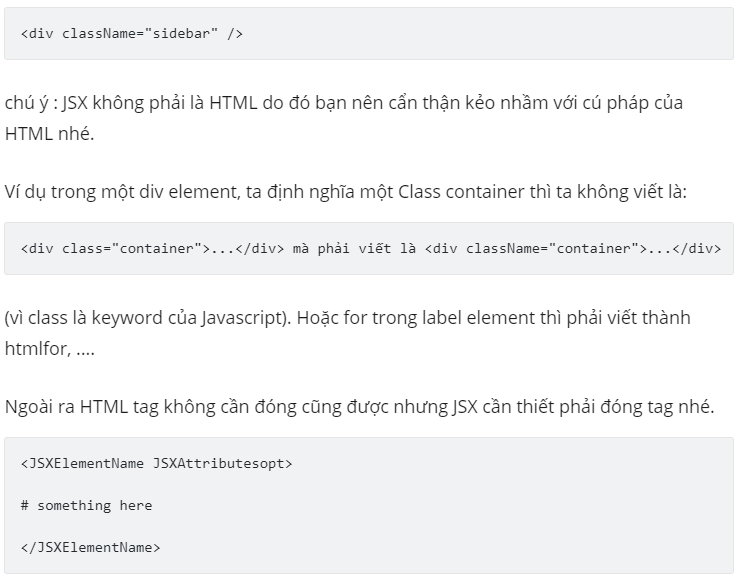 <div className="sidebar" />
chú ý : JSX không phải là HTML do đó bạn nên cẩn thận kẻo nhầm với cú pháp của
HTML nhé.
Ví dụ trong một div element, ta định nghĩa một Class container thì ta không viết là:
<div class="container">...</div> mà phải viết là <div className="container">...</div>
(vì class là keyword của Javascript). Hoặc for trong label element thì phải viết thành
htmlfor, ....
Ngoài ra HTML tag không cần đóng cũng được nhưng JSX cần thiết phải đóng tag nhé.
<JSXElementName JSXAttributesopt>
# something here
</JSXElementName>